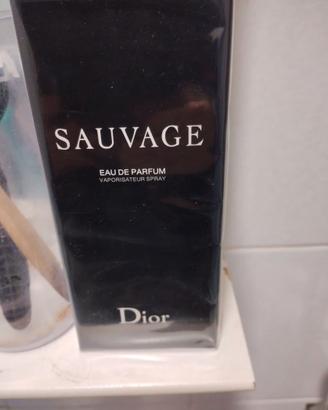 SAUVAGE
EAU DE PARFUM
VAPORISATEUR SPRAY
Dior